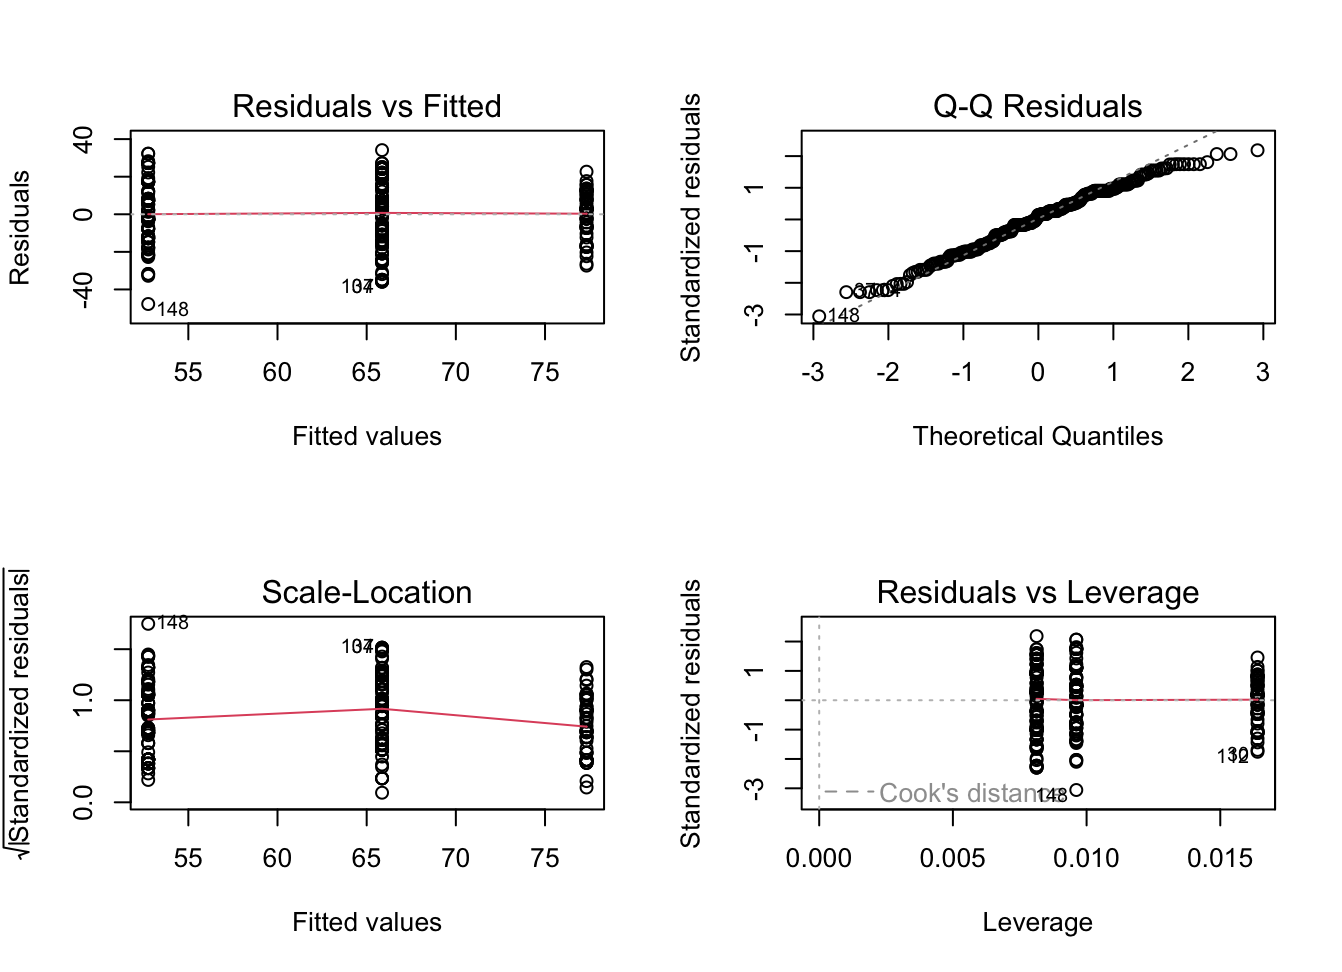 Residuals vs Fitted
Residuals
40
0
-40
148
55 60 65 70 75
Fitted values
Q-Q Residuals
Standardized residuals
1
-1
-3
148
-3 -2 -1 0 1 2 3
Theoretical Quantiles
Scale-Location
√|Standardized residuals|
1.0
0.0
148
55 60 65 70 75
Fitted values
Residuals vs Leverage
Standardized residuals
1
-1
-3
Cook's distance
148
0.000 0.005 0.010 0.015
Leverage